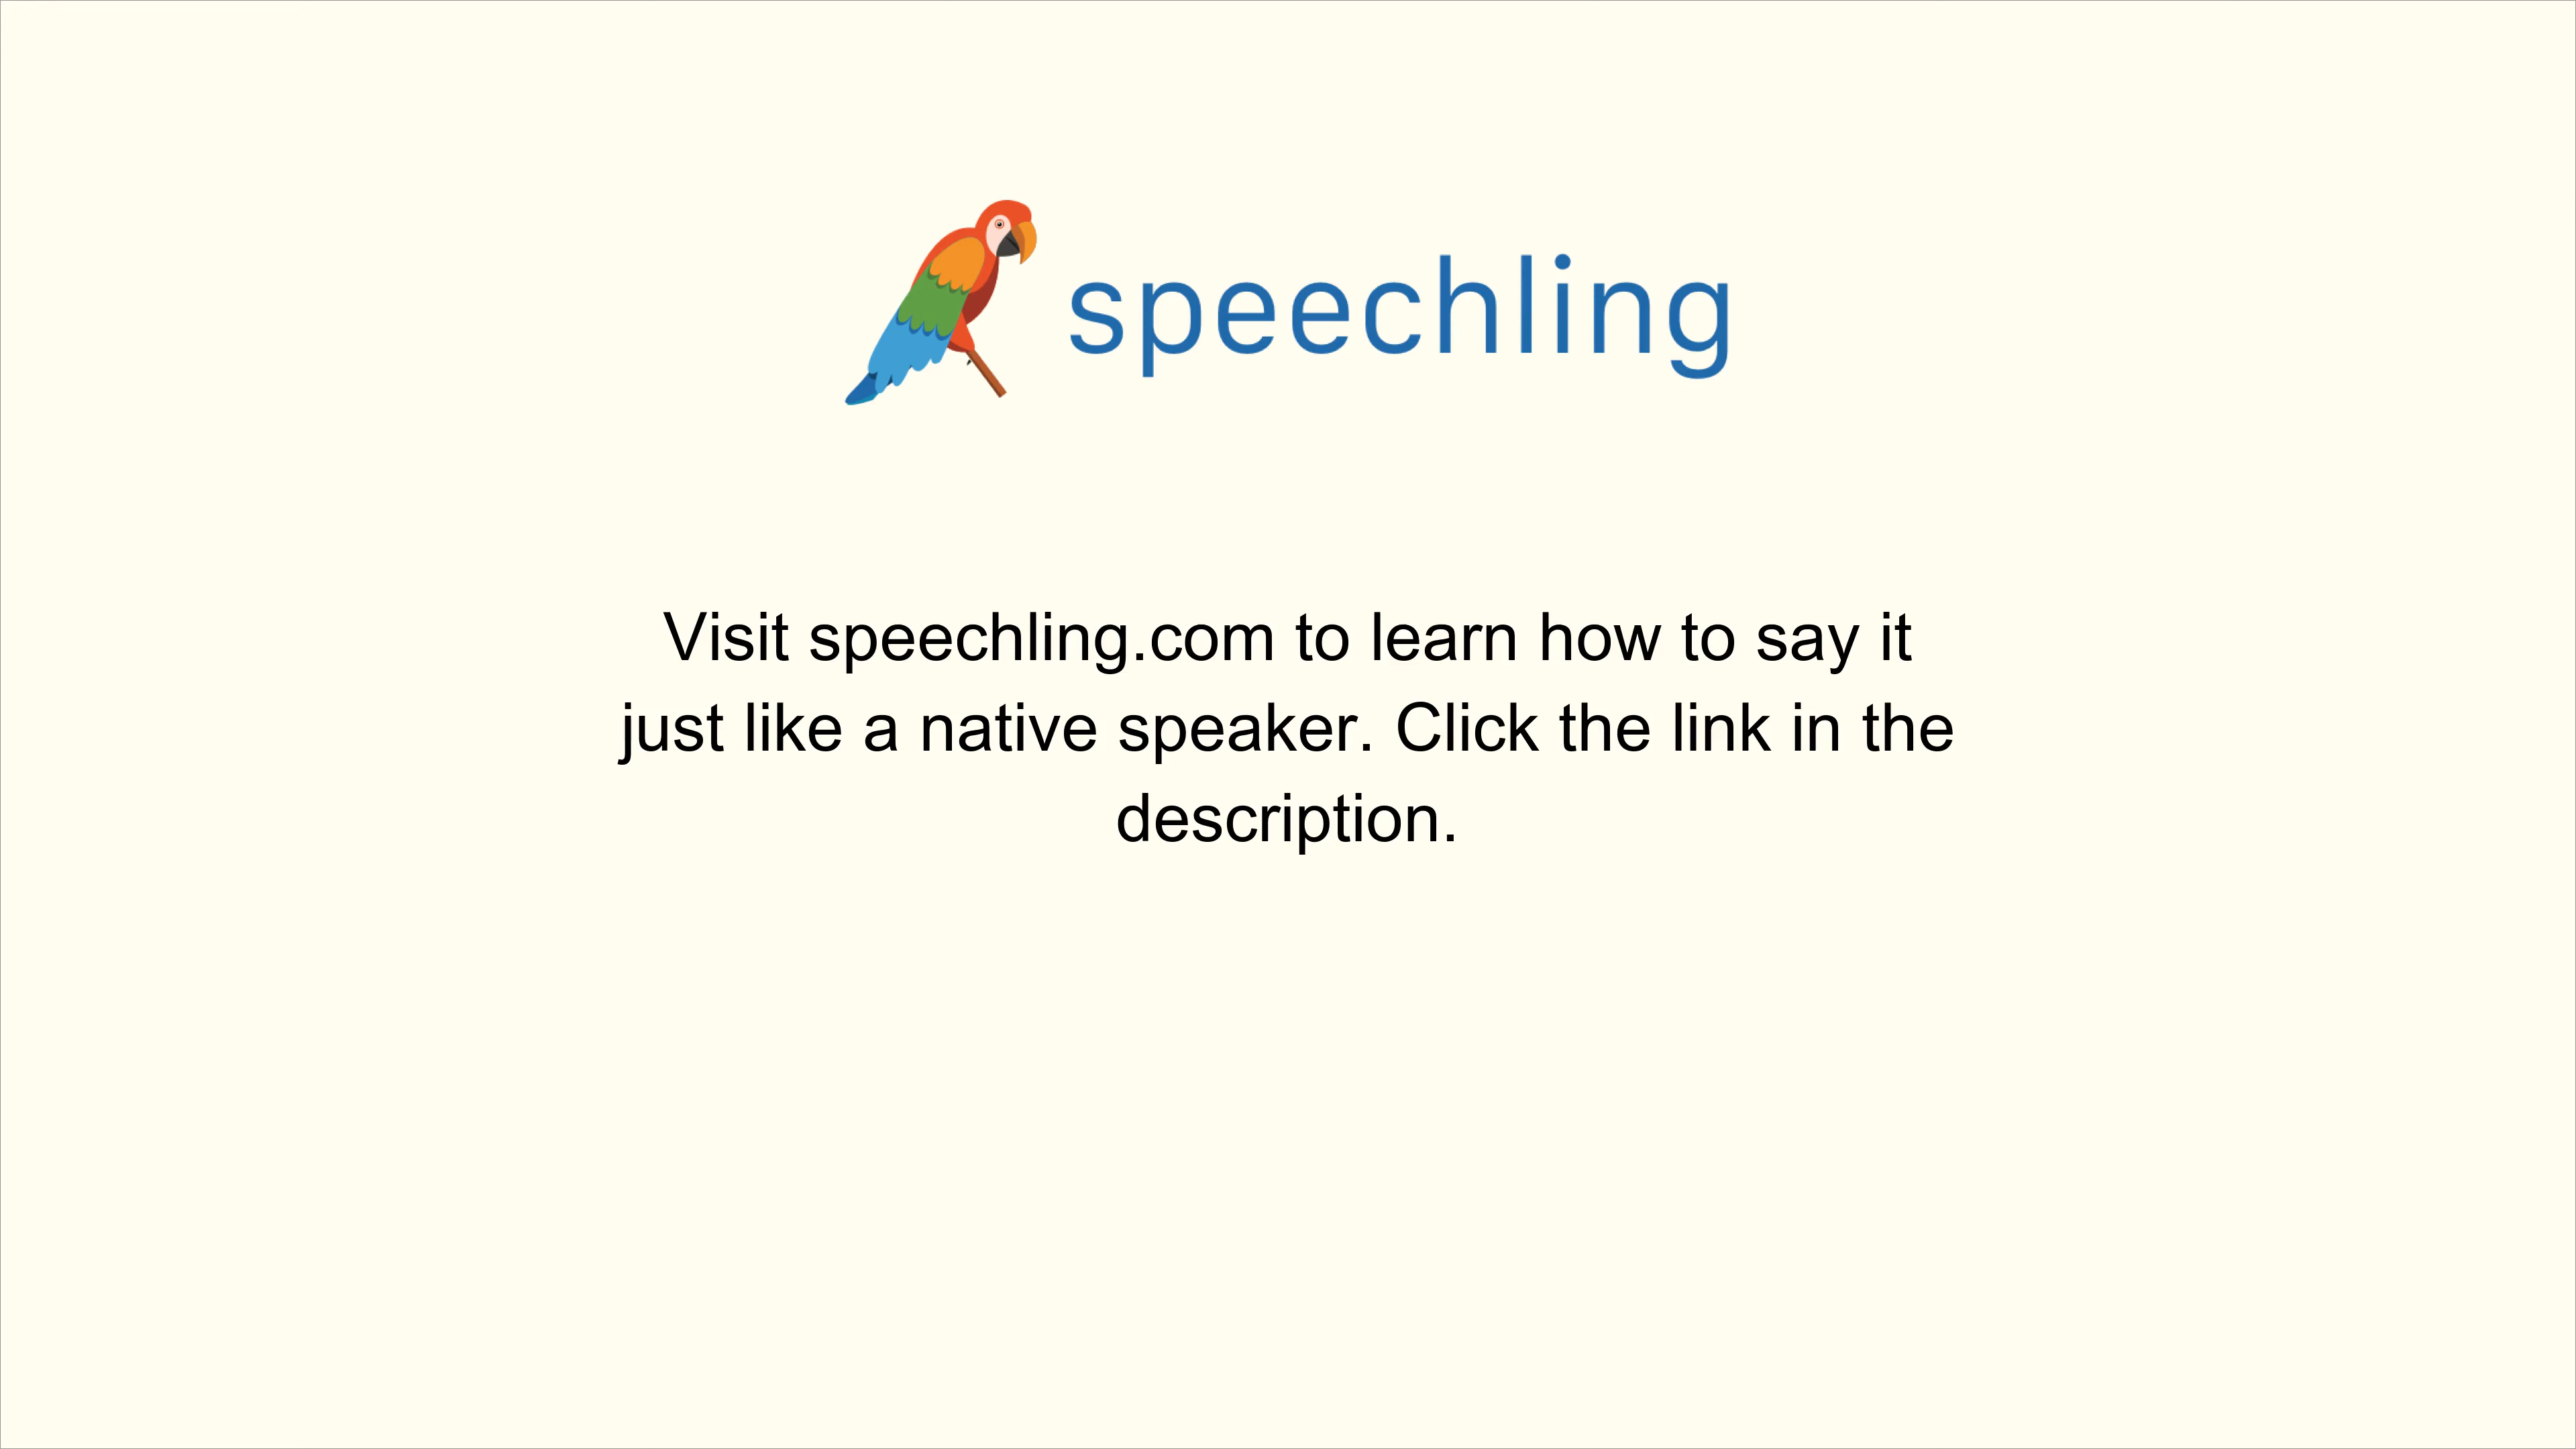 speechling
Visit speechling.com to learn how to say it
just like a native speaker. Click the link in the
description.